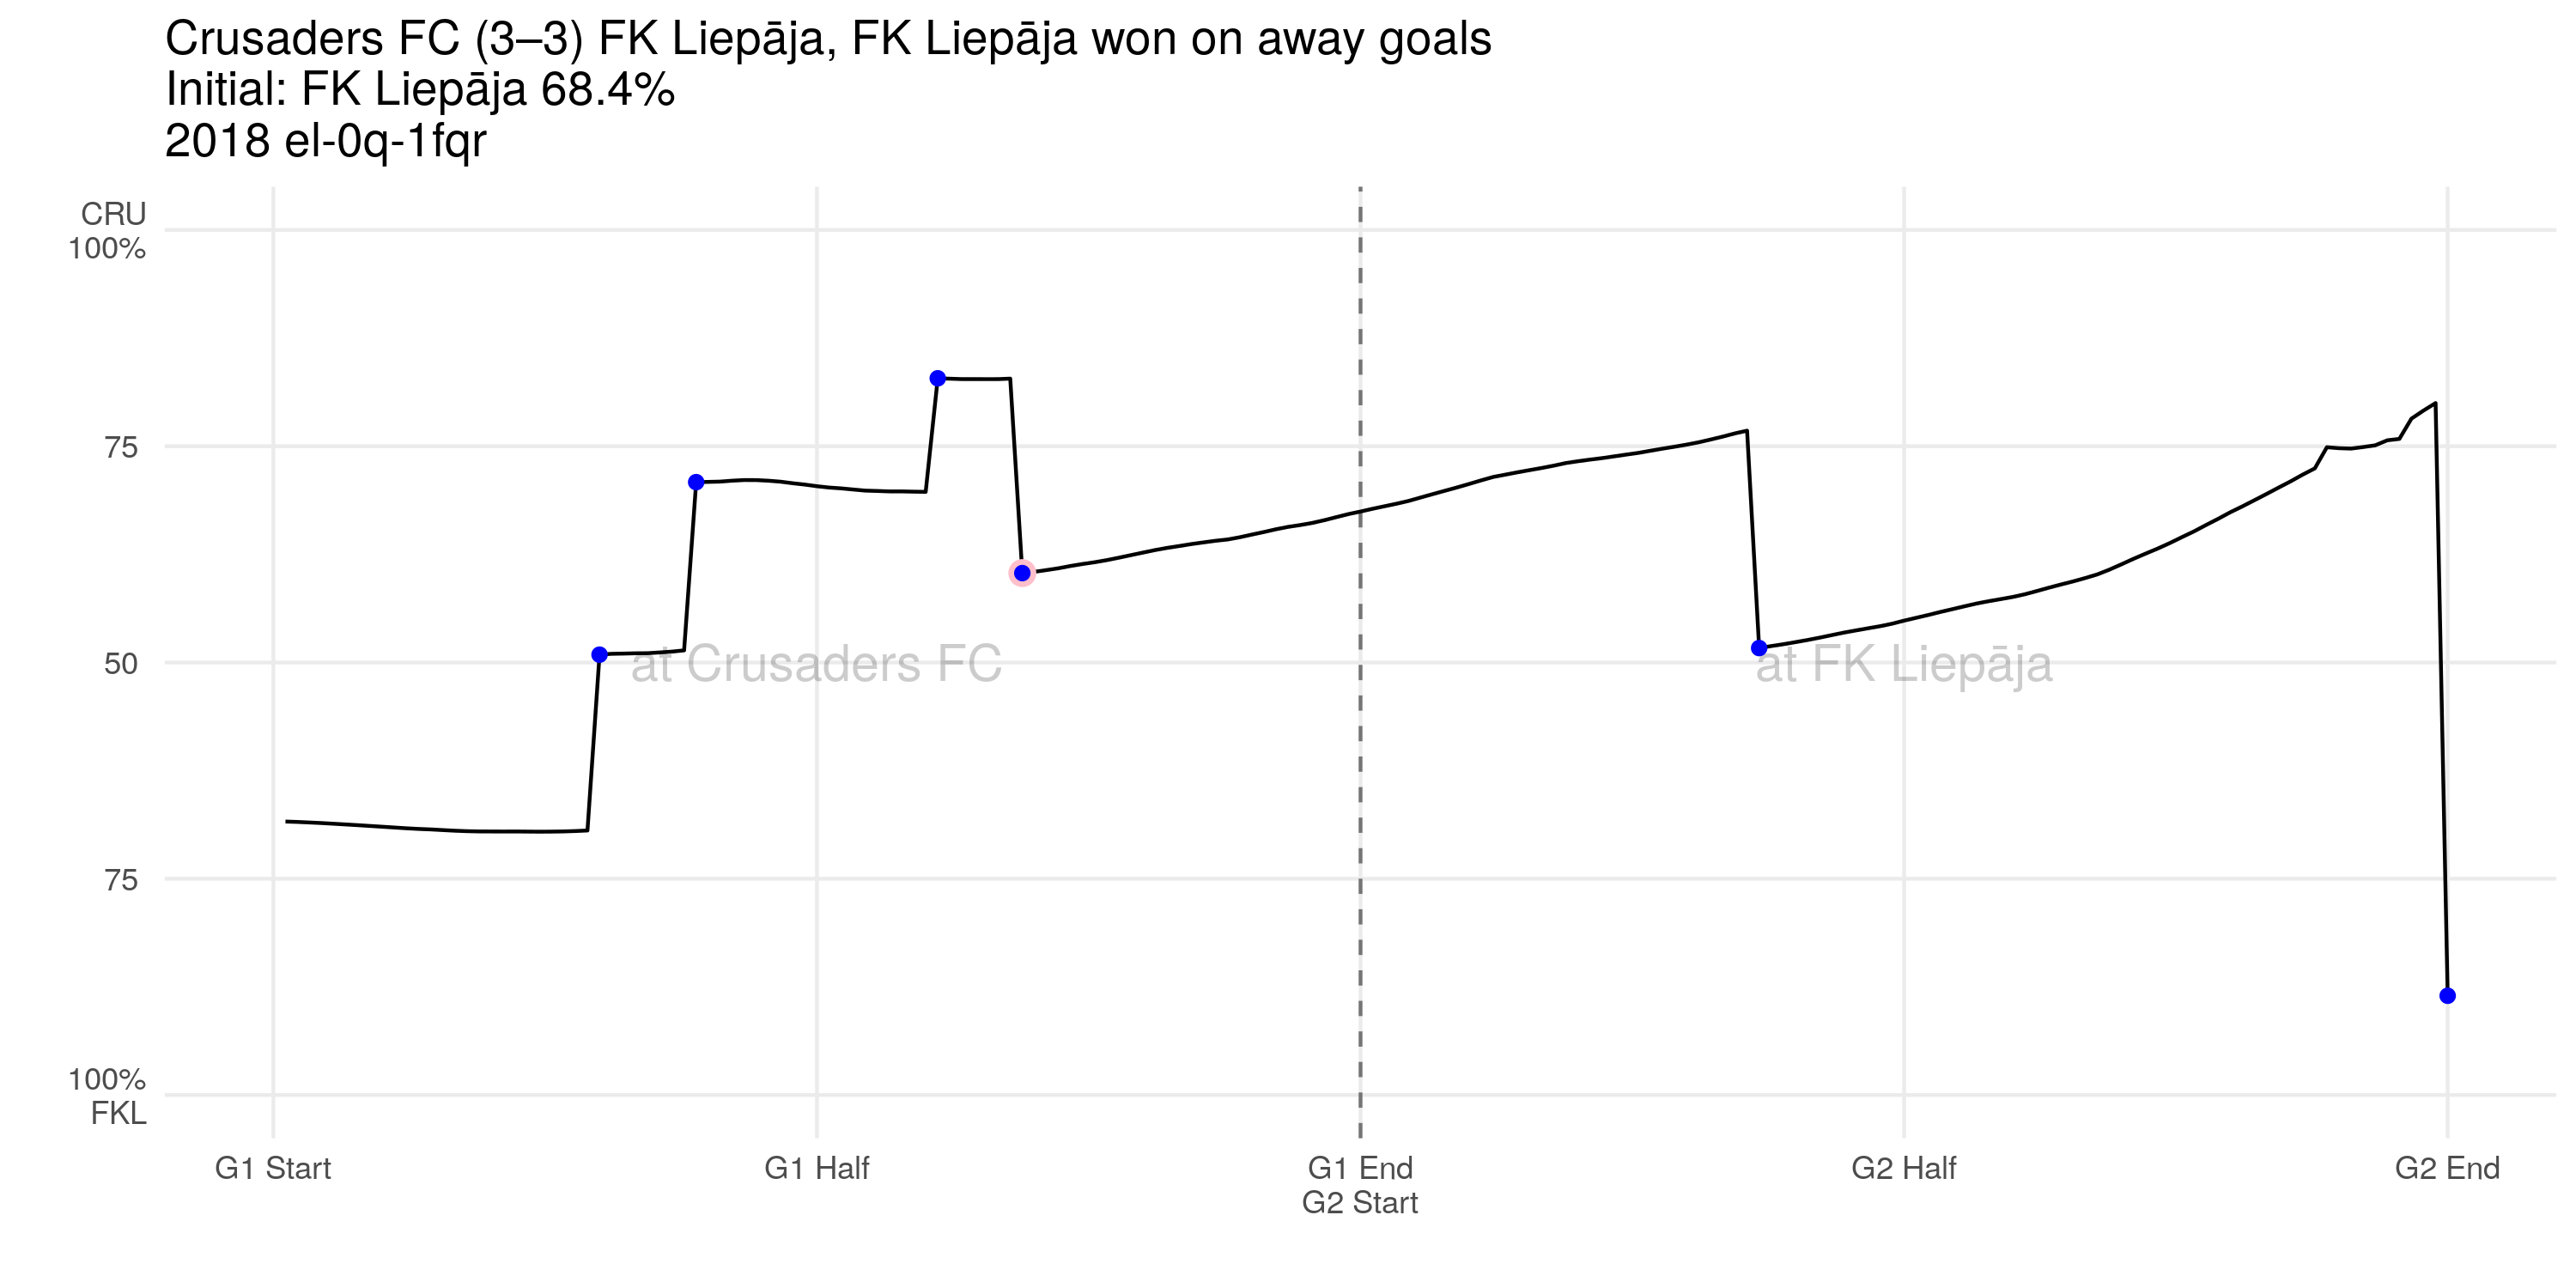 Crusaders FC (3–3) FK Liepāja, FK Liepāja won on away goals
Initial: FK Liepāja 68.4%
2018 el-0q-1fqr
CRU
100%
75
50
75
100%
FKL
at Crusaders FC
at FK Liepāja
G1 Start
G1 Half
G1 End
G2 Start
G2 Half
G2 End